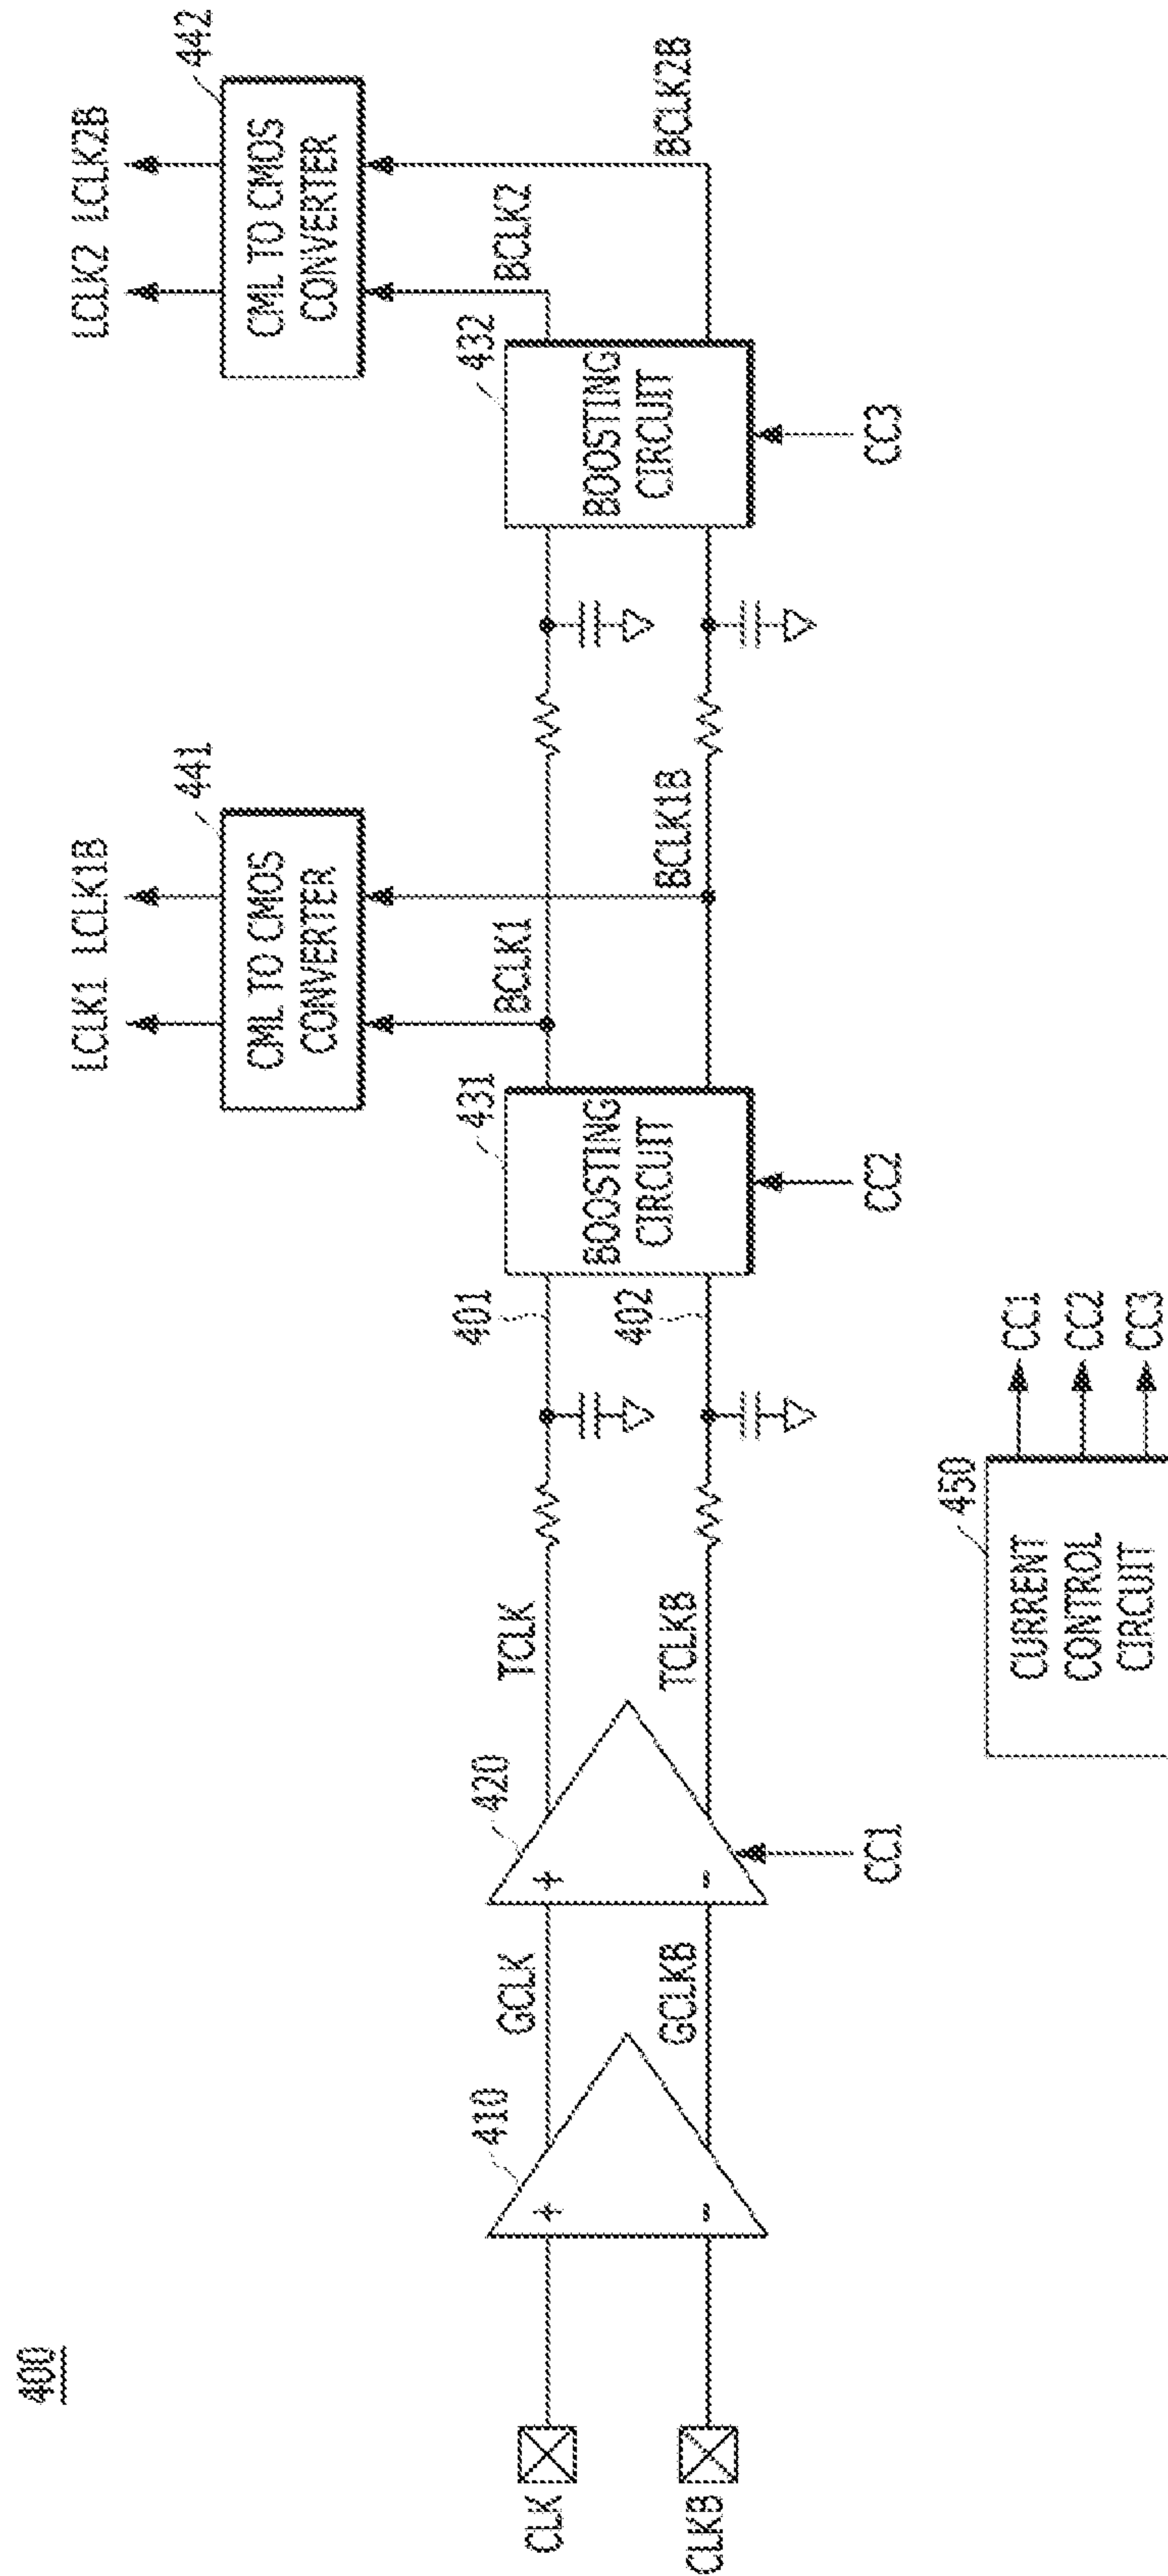 400
LCLK1 LCLK1B
LCLK2 LCLK2B
441
442
CML TO CMOS
CONVERTER
CML TO CMOS
CONVERTER
410
420
431
432
BCLK1
BCLK2
CLK
GCLK
TCLK
401
BOOSTING
CIRCUIT
BOOSTING
CIRCUIT
+
+
-
-
CLKB
GCLKB
TCLKB
402
BCLK1B
BCLK2B
CC1
CC2
CC3
450
CURRENT
CONTROL
CIRCUIT
CC1
CC2
CC3